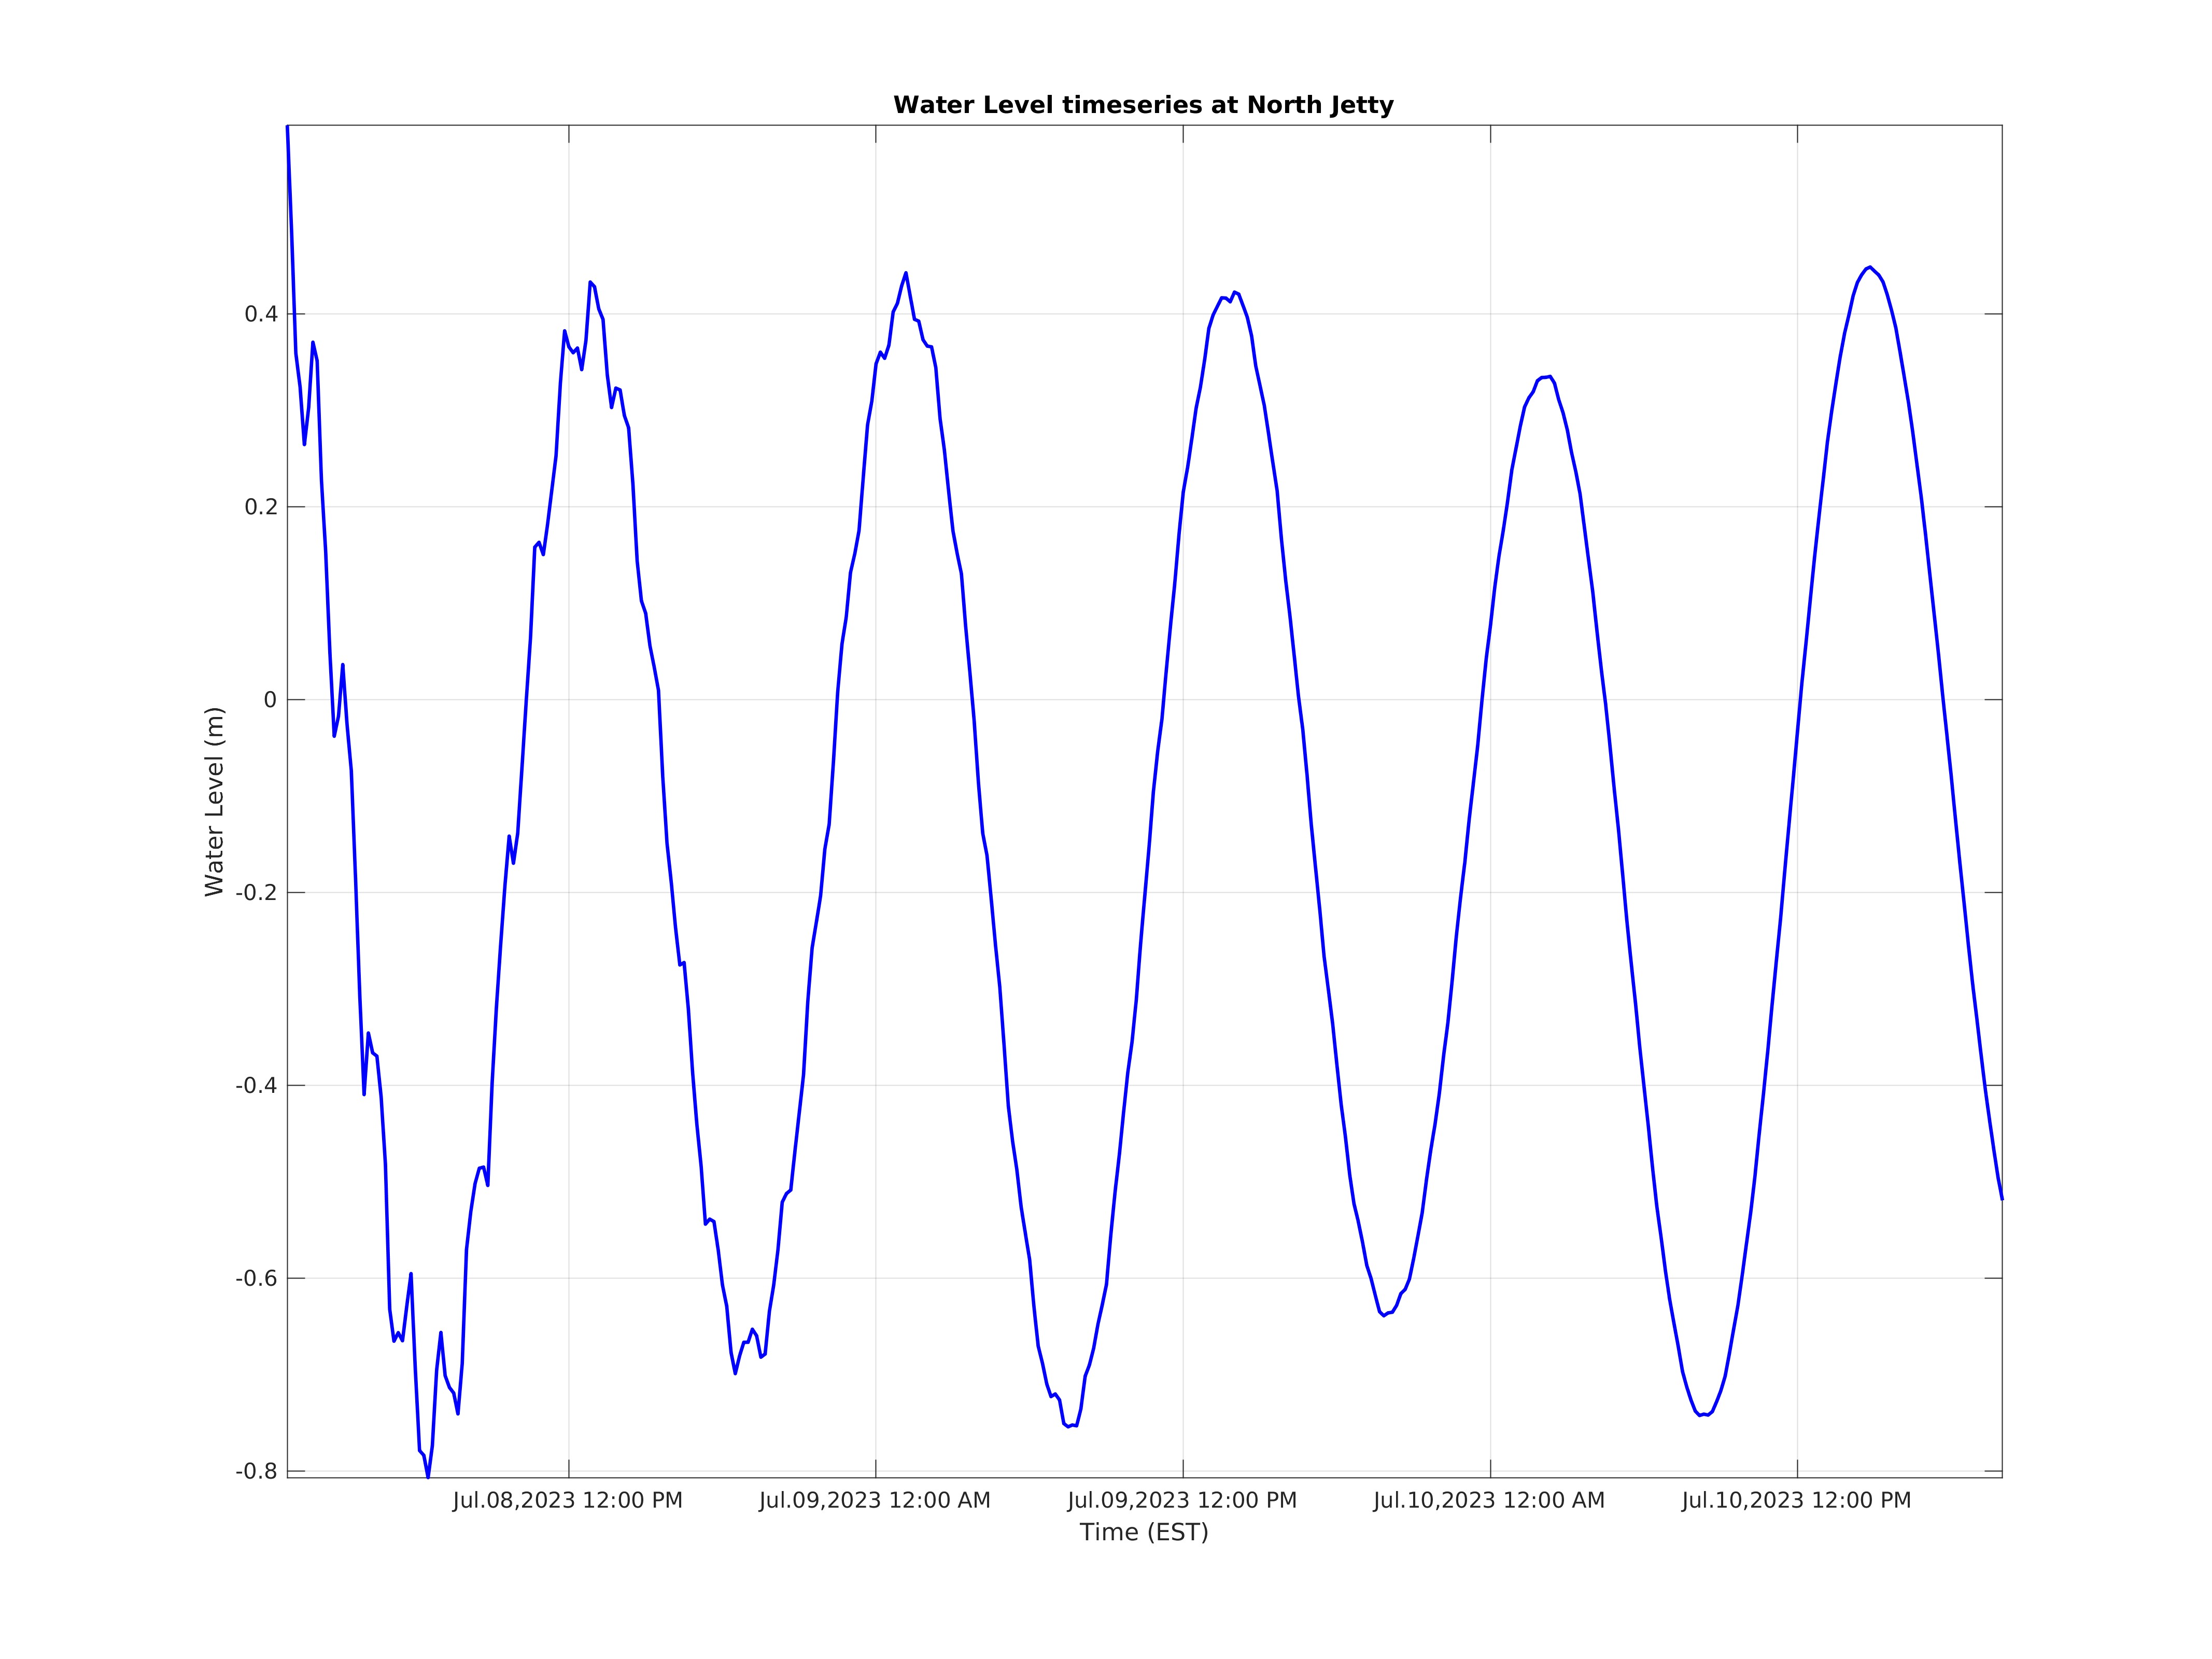 Water Level timeseries at North Jetty
Water Level (m)
0.4
0.2
0
-0.2
-0.4
-0.6
-0.8
Jul.08,2023 12:00 PM
Jul.09,2023 12:00 AM
Jul.09,2023 12:00 PM
Jul.10,2023 12:00 AM
Jul.10,2023 12:00 PM
Time (EST)